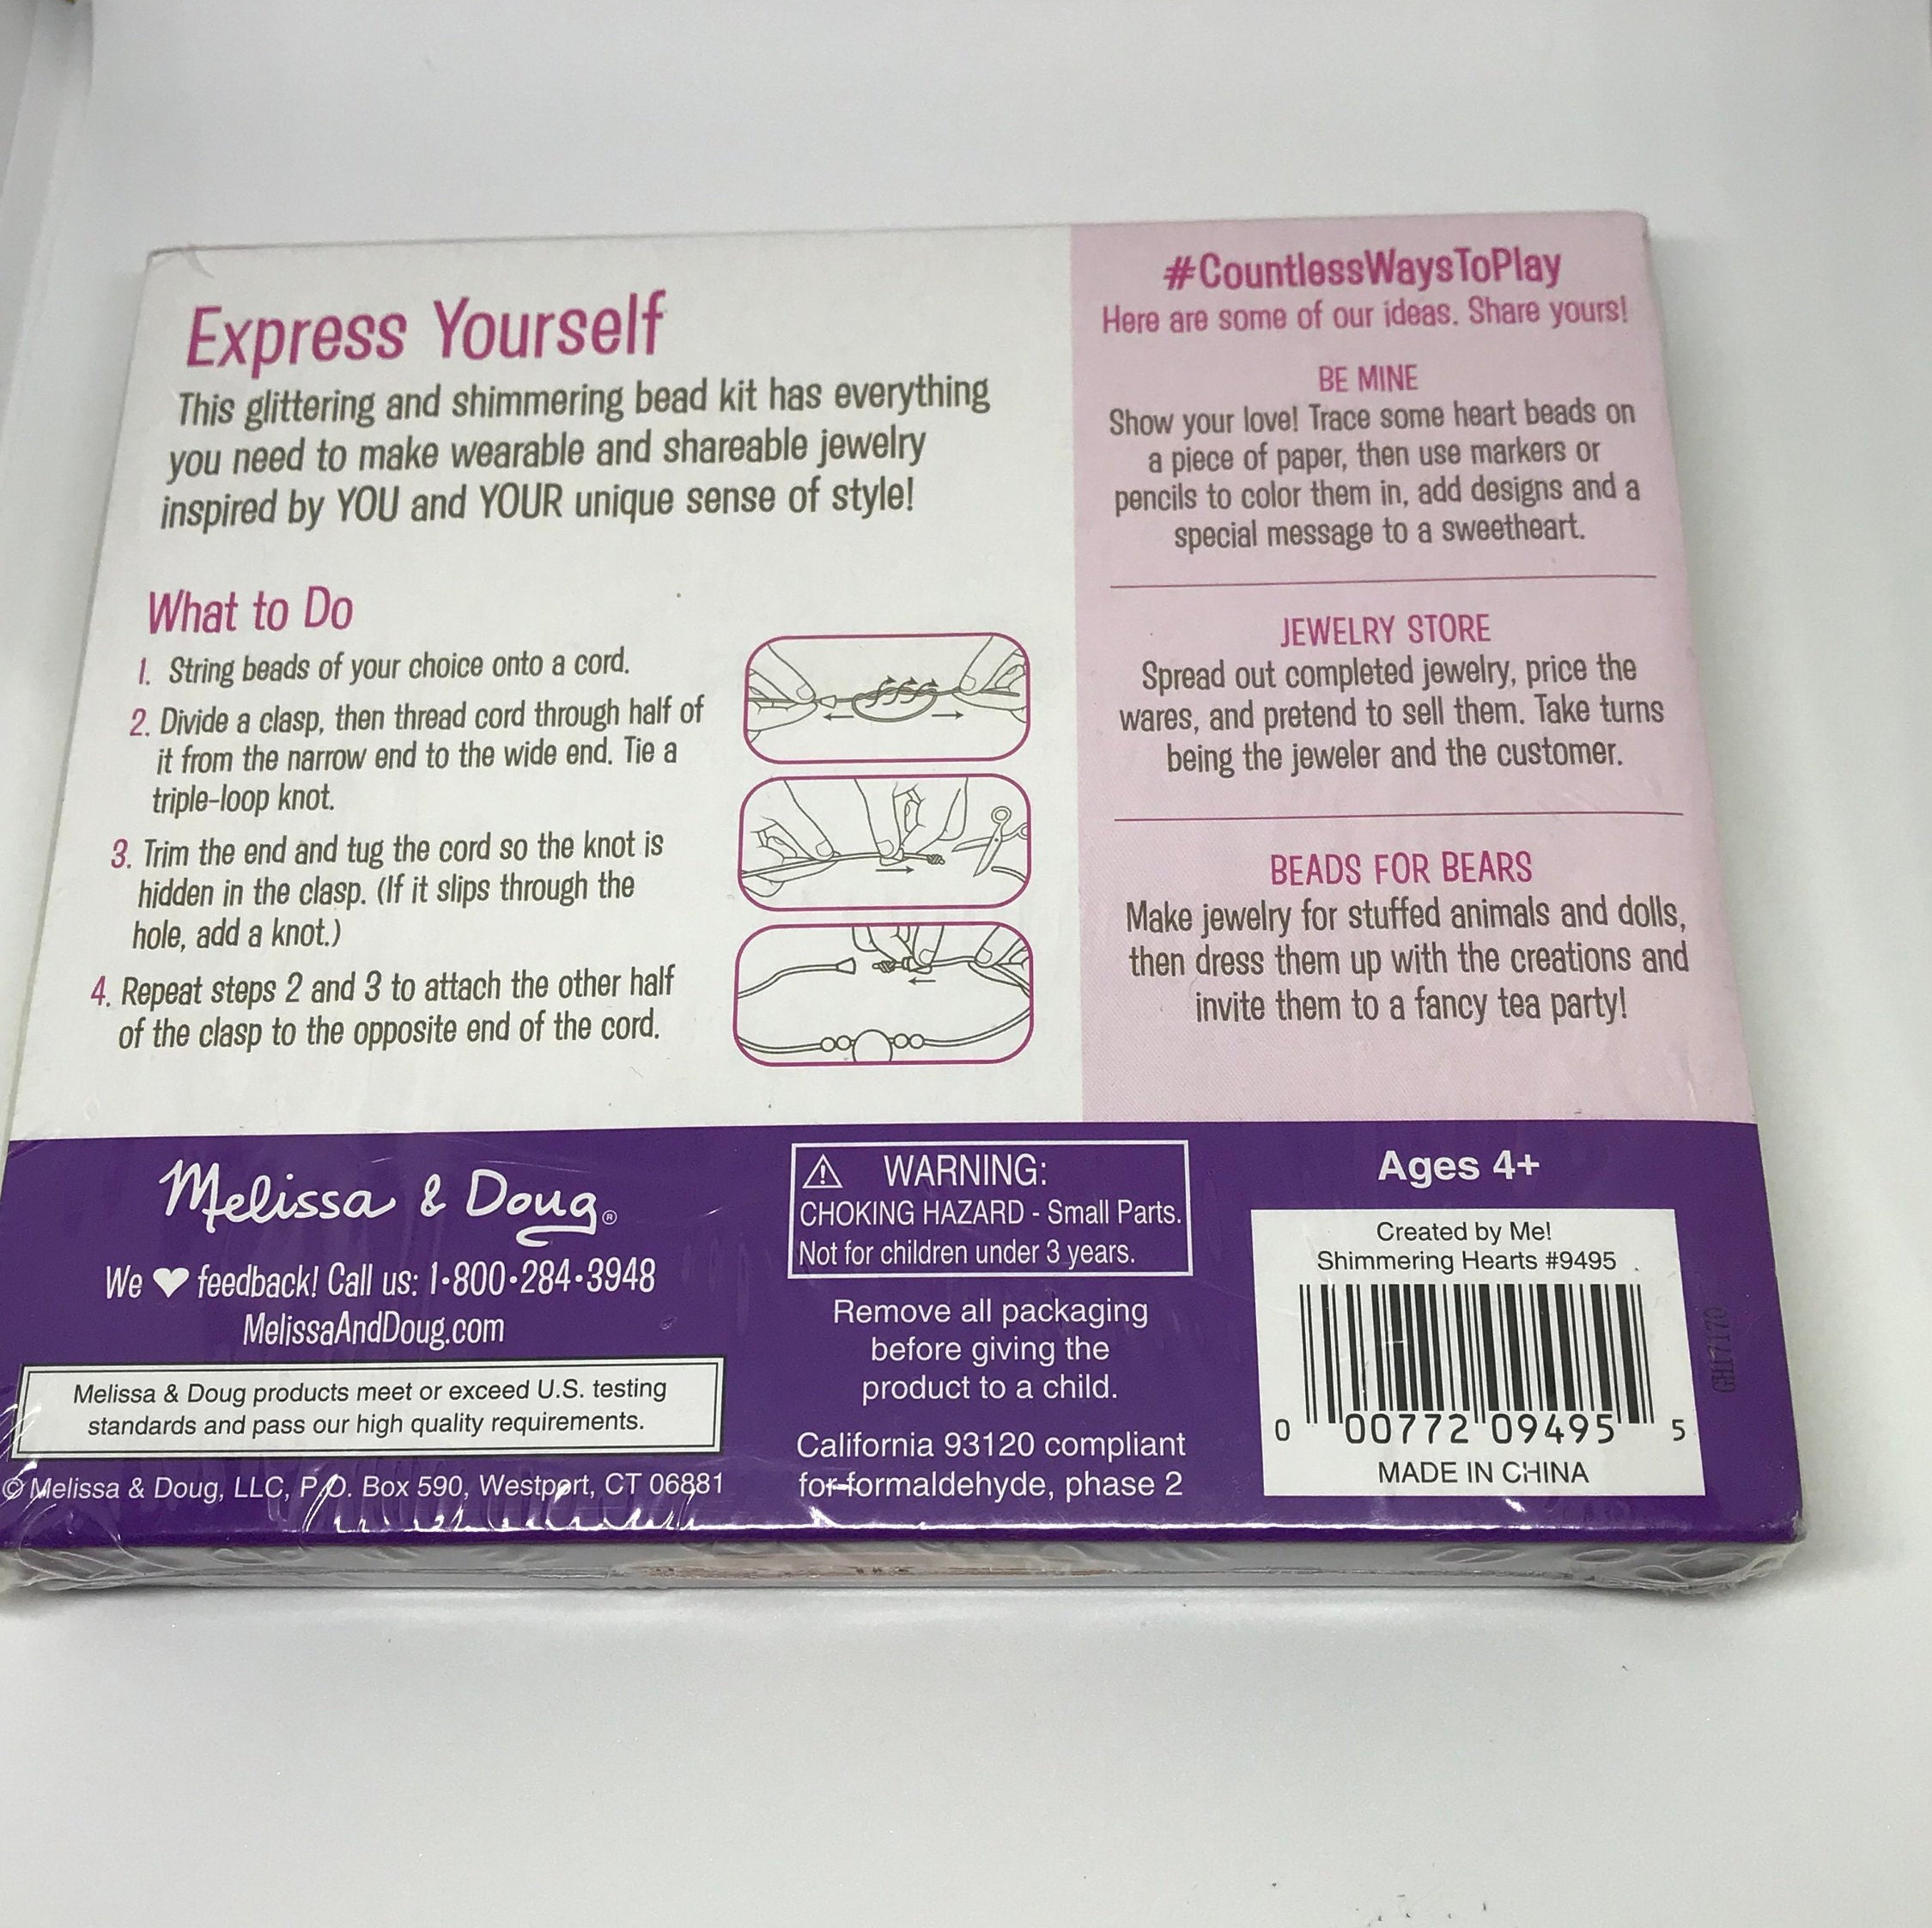 Express Yourself
This glittering and shimmering bead kit has everything
you need to make wearable and shareable jewelry
inspired by YOU and YOUR unique sense of style!
What to Do
1. String beads of your choice onto a cord.
2. Divide a clasp, then thread cord through half of
it from the narrow end to the wide end. Tie a
triple-loop knot.
3. Trim the end and tug the cord so the knot is
hidden in the clasp. (If it slips through the
hole, add a knot.)
4. Repeat steps 2 and 3 to attach the other half
of the clasp to the opposite end of the cord.
#CountlessWaysToPlay
Here are some of our ideas. Share yours!
BE MINE
Show your love! Trace some heart beads on
a piece of paper, then use markers or
pencils to color them in, add designs and a
special message to a sweetheart.
JEWELRY STORE
Spread out completed jewelry, price the
wares, and pretend to sell them. Take turns
being the jeweler and the customer.
BEADS FOR BEARS
Make jewelry for stuffed animals and dolls,
then dress them up with the creations and
invite them to a fancy tea party!
Melissa & Doug®
We ♥ feedback! Call us: 1•800•284•3948
MelissaAndDoug.com
Melissa & Doug products meet or exceed U.S. testing
standards and pass our high quality requirements.
© Melissa & Doug, LLC, P.O. Box 590, Westport, CT 06881
⚠ WARNING:
CHOKING HAZARD - Small Parts.
Not for children under 3 years.
Remove all packaging
before giving the
product to a child.
California 93120 compliant
for formaldehyde, phase 2
Ages 4+
Created by Me!
Shimmering Hearts #9495
0 00772 09495 5
MADE IN CHINA
GH17170